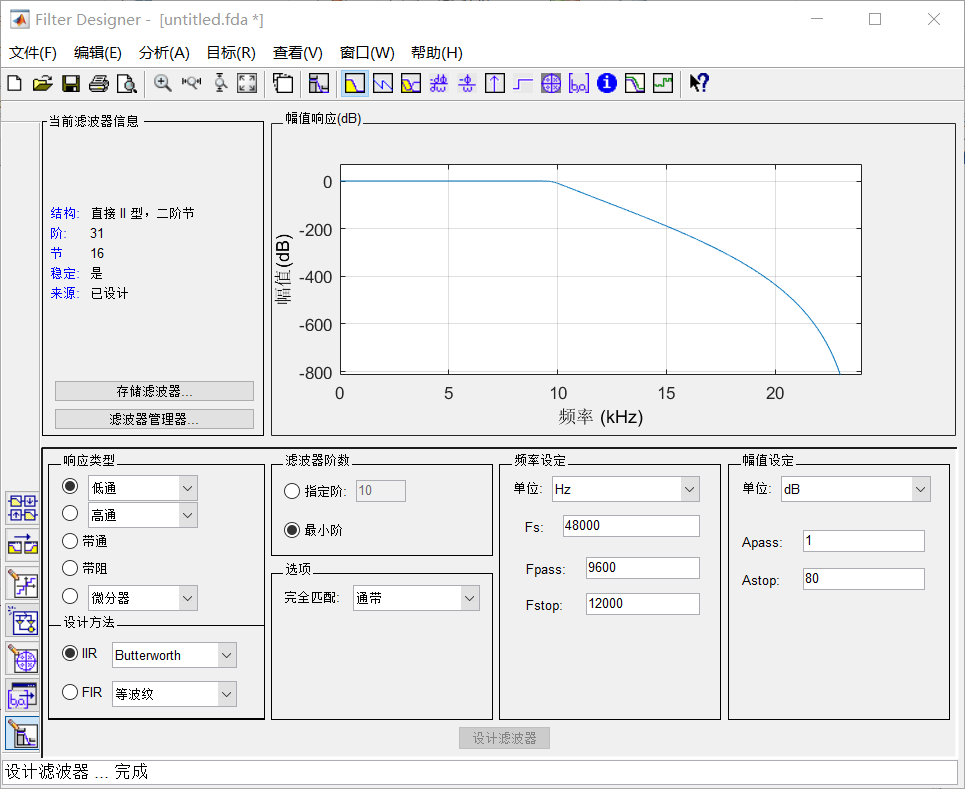 Filter Designer - [untitled.fda *]
文件(F) 编辑(E) 分析(A) 目标(R) 查看(V) 窗口(W) 帮助(H)
当前滤波器信息
结构: 直接 II 型，二阶节
阶: 31
节 16
稳定: 是
来源: 已设计
存储滤波器...
滤波器管理器...
幅值响应(dB)
0
-200
-400
-600
-800
幅值 (dB)
0 5 10 15 20
频率 (kHz)
响应类型
低通
高通
带通
带阻
微分器
设计方法
IIR Butterworth
FIR 等波纹
滤波器阶数
指定阶: 10
最小阶
选项
完全匹配: 通带
频率设定
单位: Hz
Fs: 48000
Fpass: 9600
Fstop: 12000
幅值设定
单位: dB
Apass: 1
Astop: 80
设计滤波器
设计滤波器 ... 完成